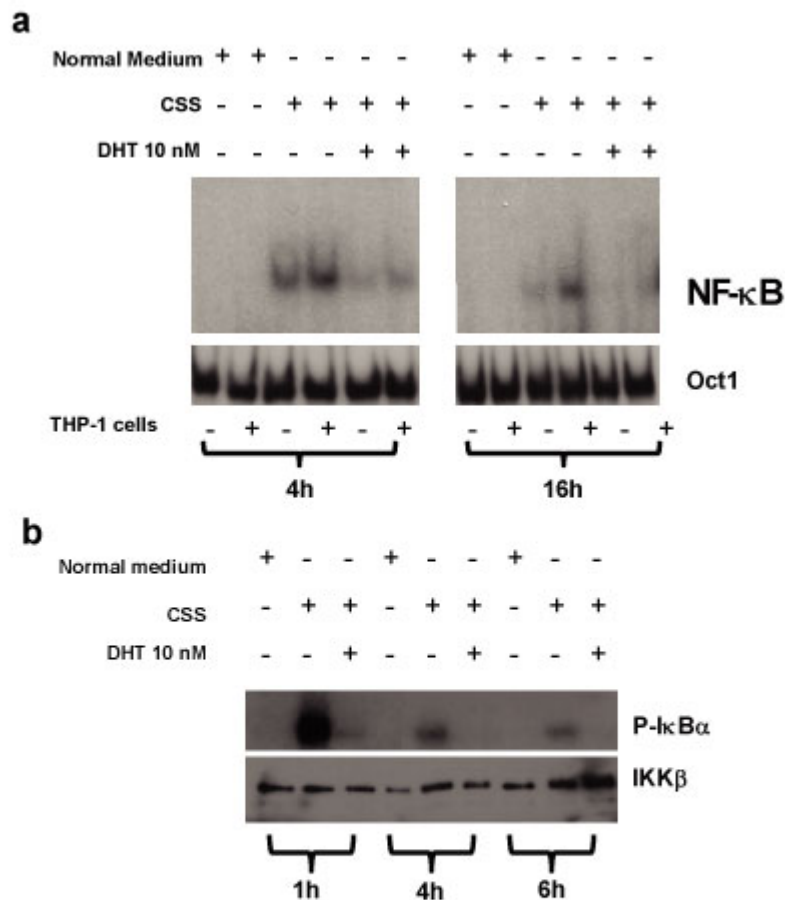 a
Normal Medium + + - - - - + + - - - -
CSS - - + + + + - - + + + +
DHT 10 nM - - - - + + - - - - + +
NF-κB
Oct1
THP-1 cells - + - + - + - + - + - +
4h 16h
b
Normal medium + - - + - - + - -
CSS - + + - + + - + +
DHT 10 nM - - + - - + - - +
P-IκBα
IKKβ
1h 4h 6h